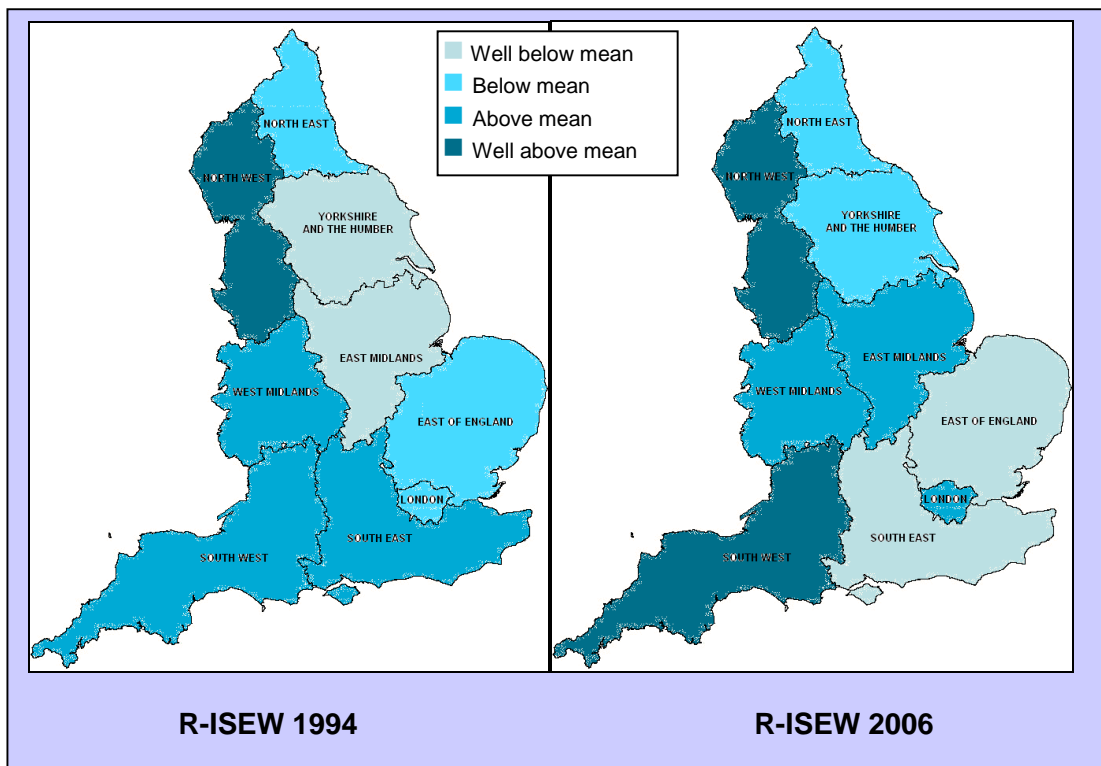 Well below mean
Below mean
Above mean
Well above mean
NORTH EAST
NORTH WEST
YORKSHIRE
AND THE HUMBER
EAST MIDLANDS
WEST MIDLANDS
EAST OF ENGLAND
LONDON
SOUTH EAST
SOUTH WEST
R-ISEW 1994
NORTH EAST
NORTH WEST
YORKSHIRE
AND THE HUMBER
EAST MIDLANDS
WEST MIDLANDS
EAST OF ENGLAND
LONDON
SOUTH EAST
SOUTH WEST
R-ISEW 2006